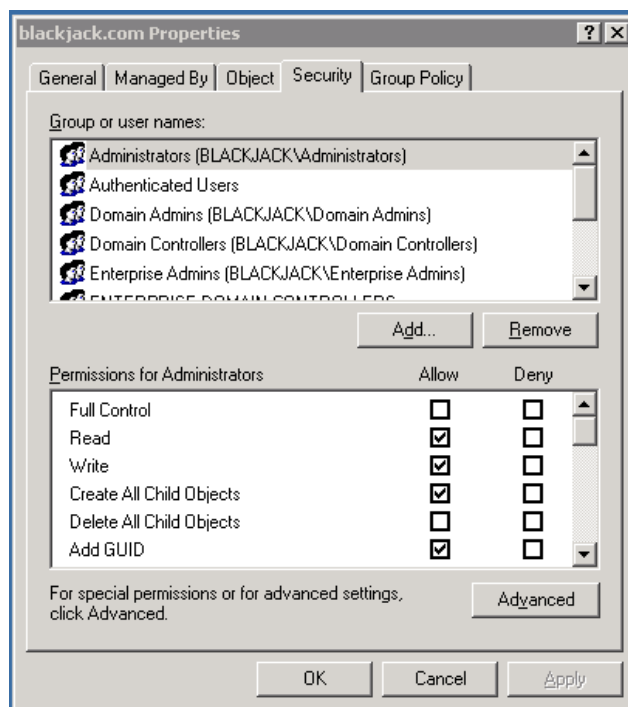 blackjack.com Properties
General Managed By Object Security Group Policy
Group or user names:
Administrators (BLACKJACK\Administrators)
Authenticated Users
Domain Admins (BLACKJACK\Domain Admins)
Domain Controllers (BLACKJACK\Domain Controllers)
Enterprise Admins (BLACKJACK\Enterprise Admins)
ENTERPRISE DOMAIN CONTROLLERS
Add... Remove
Permissions for Administrators Allow Deny
Full Control
Read
Write
Create All Child Objects
Delete All Child Objects
Add GUID
For special permissions or for advanced settings,
click Advanced.
Advanced
OK Cancel Apply